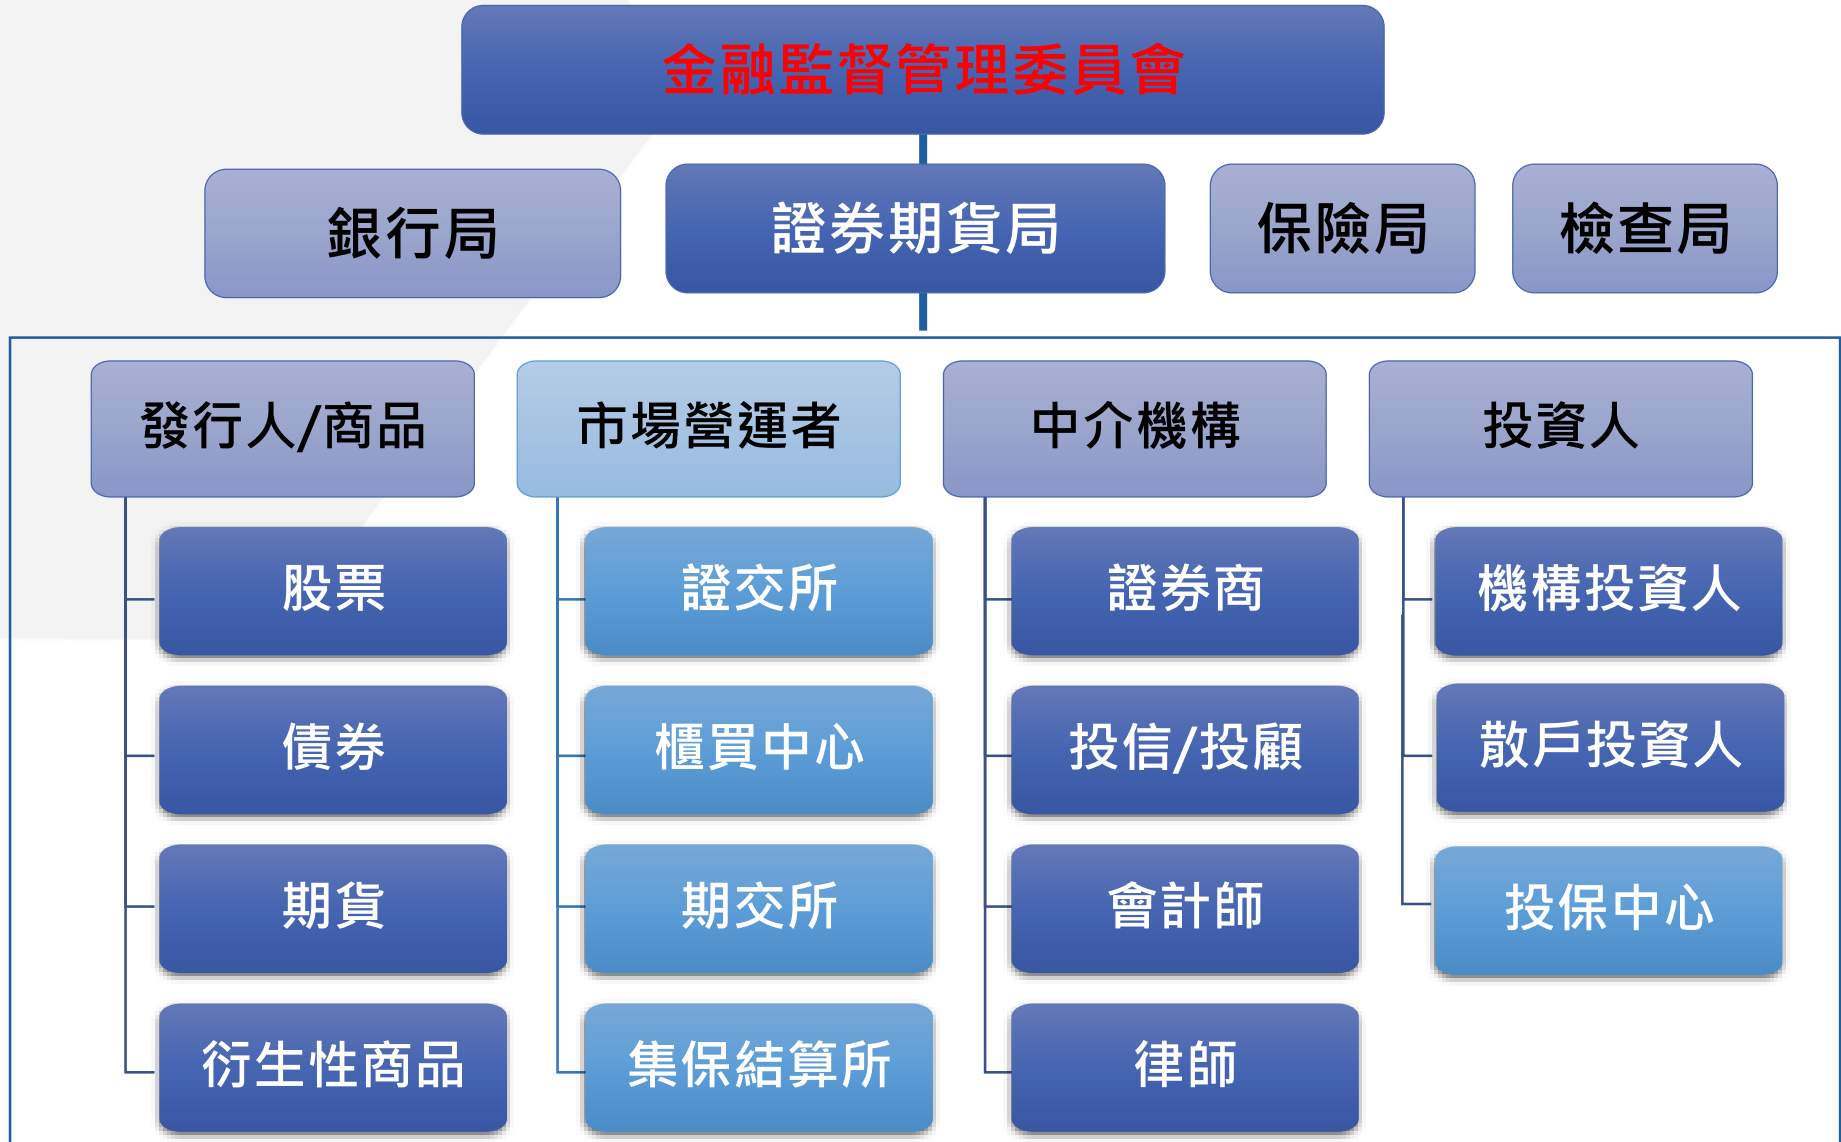 金融監督管理委員會
銀行局
證券期貨局
保險局
檢查局
發行人/商品
市場營運者
中介機構
投資人
股票
證交所
證券商
機構投資人
債券
櫃買中心
投信/投顧
散戶投資人
期貨
期交所
會計師
投保中心
衍生性商品
集保結算所
律師